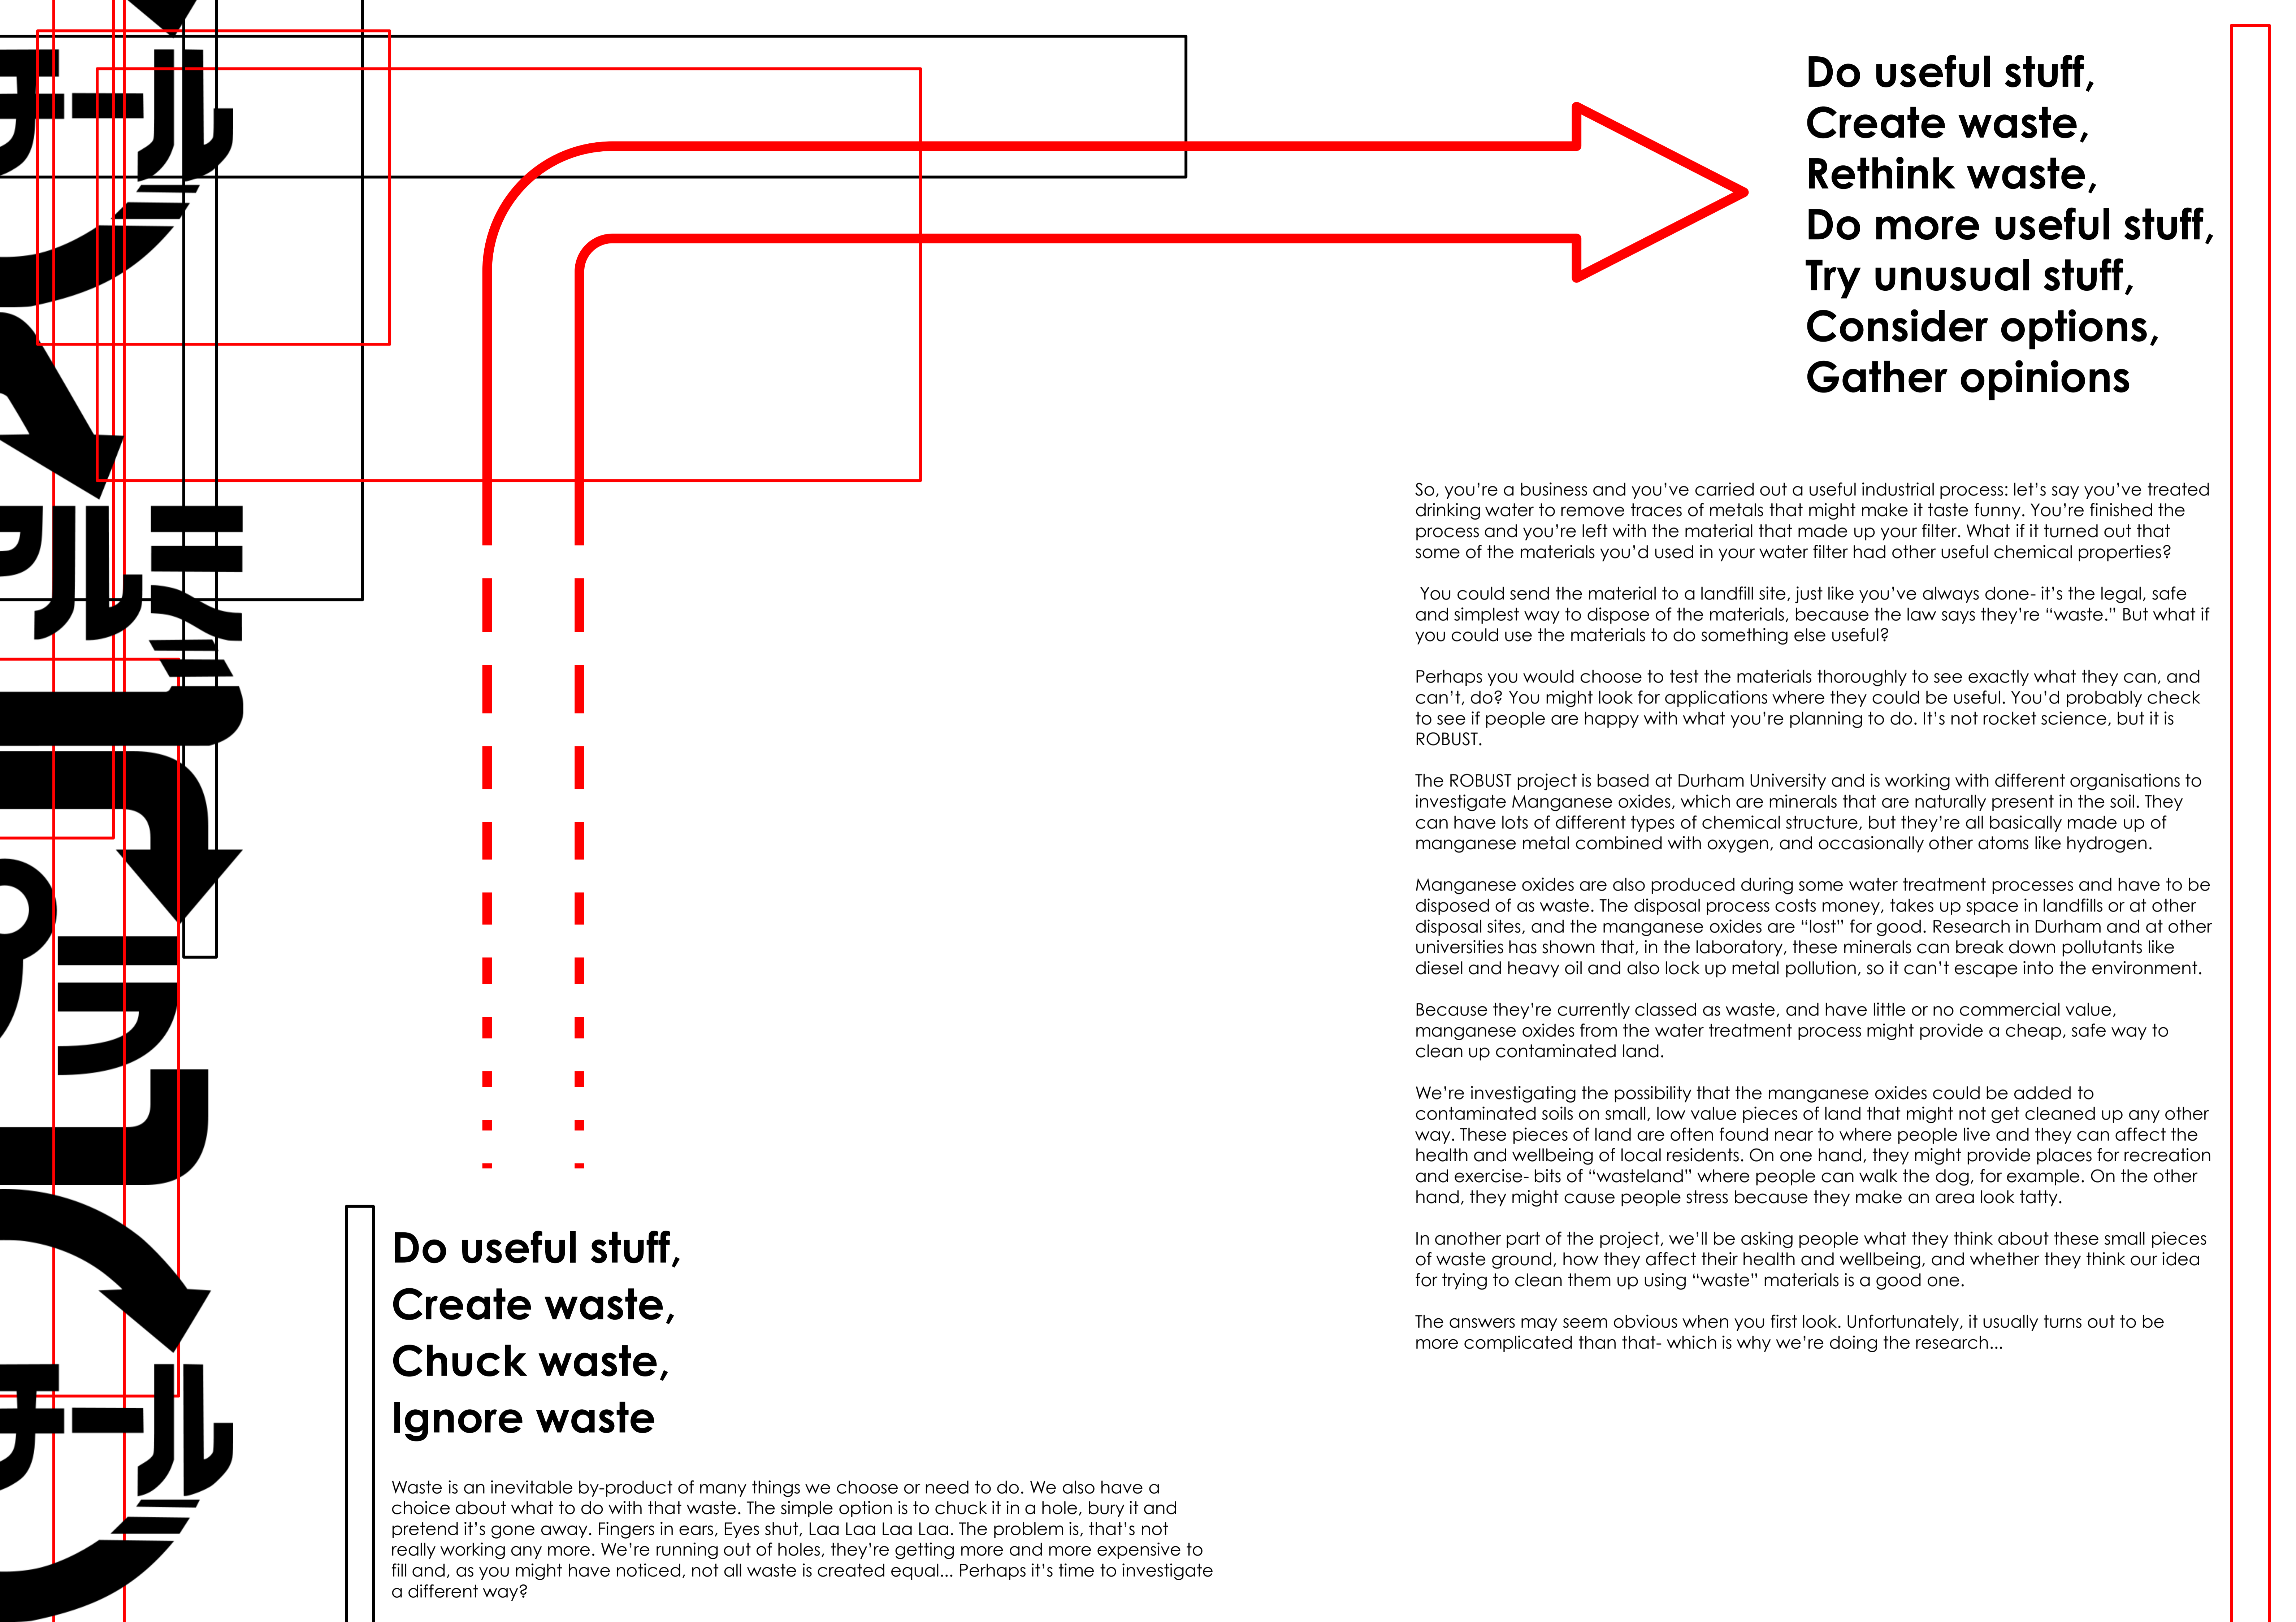 チール
アルミ
プラ
チール
Do useful stuff,
Create waste,
Chuck waste,
Ignore waste
Waste is an inevitable by-product of many things we choose or need to do. We also have a
choice about what to do with that waste. The simple option is to chuck it in a hole, bury it and
pretend it’s gone away. Fingers in ears, Eyes shut, Laa Laa Laa Laa. The problem is, that’s not
really working any more. We’re running out of holes, they’re getting more and more expensive to
fill and, as you might have noticed, not all waste is created equal... Perhaps it’s time to investigate
a different way?
Do useful stuff,
Create waste,
Rethink waste,
Do more useful stuff,
Try unusual stuff,
Consider options,
Gather opinions
So, you’re a business and you’ve carried out a useful industrial process: let’s say you’ve treated
drinking water to remove traces of metals that might make it taste funny. You’re finished the
process and you’re left with the material that made up your filter. What if it turned out that
some of the materials you’d used in your water filter had other useful chemical properties?
You could send the material to a landfill site, just like you’ve always done- it’s the legal, safe
and simplest way to dispose of the materials, because the law says they’re “waste.” But what if
you could use the materials to do something else useful?
Perhaps you would choose to test the materials thoroughly to see exactly what they can, and
can’t, do? You might look for applications where they could be useful. You’d probably check
to see if people are happy with what you’re planning to do. It’s not rocket science, but it is
ROBUST.
The ROBUST project is based at Durham University and is working with different organisations to
investigate Manganese oxides, which are minerals that are naturally present in the soil. They
can have lots of different types of chemical structure, but they’re all basically made up of
manganese metal combined with oxygen, and occasionally other atoms like hydrogen.
Manganese oxides are also produced during some water treatment processes and have to be
disposed of as waste. The disposal process costs money, takes up space in landfills or at other
disposal sites, and the manganese oxides are “lost” for good. Research in Durham and at other
universities has shown that, in the laboratory, these minerals can break down pollutants like
diesel and heavy oil and also lock up metal pollution, so it can’t escape into the environment.
Because they’re currently classed as waste, and have little or no commercial value,
manganese oxides from the water treatment process might provide a cheap, safe way to
clean up contaminated land.
We’re investigating the possibility that the manganese oxides could be added to
contaminated soils on small, low value pieces of land that might not get cleaned up any other
way. These pieces of land are often found near to where people live and they can affect the
health and wellbeing of local residents. On one hand, they might provide places for recreation
and exercise- bits of “wasteland” where people can walk the dog, for example. On the other
hand, they might cause people stress because they make an area look tatty.
In another part of the project, we’ll be asking people what they think about these small pieces
of waste ground, how they affect their health and wellbeing, and whether they think our idea
for trying to clean them up using “waste” materials is a good one.
The answers may seem obvious when you first look. Unfortunately, it usually turns out to be
more complicated than that- which is why we’re doing the research...